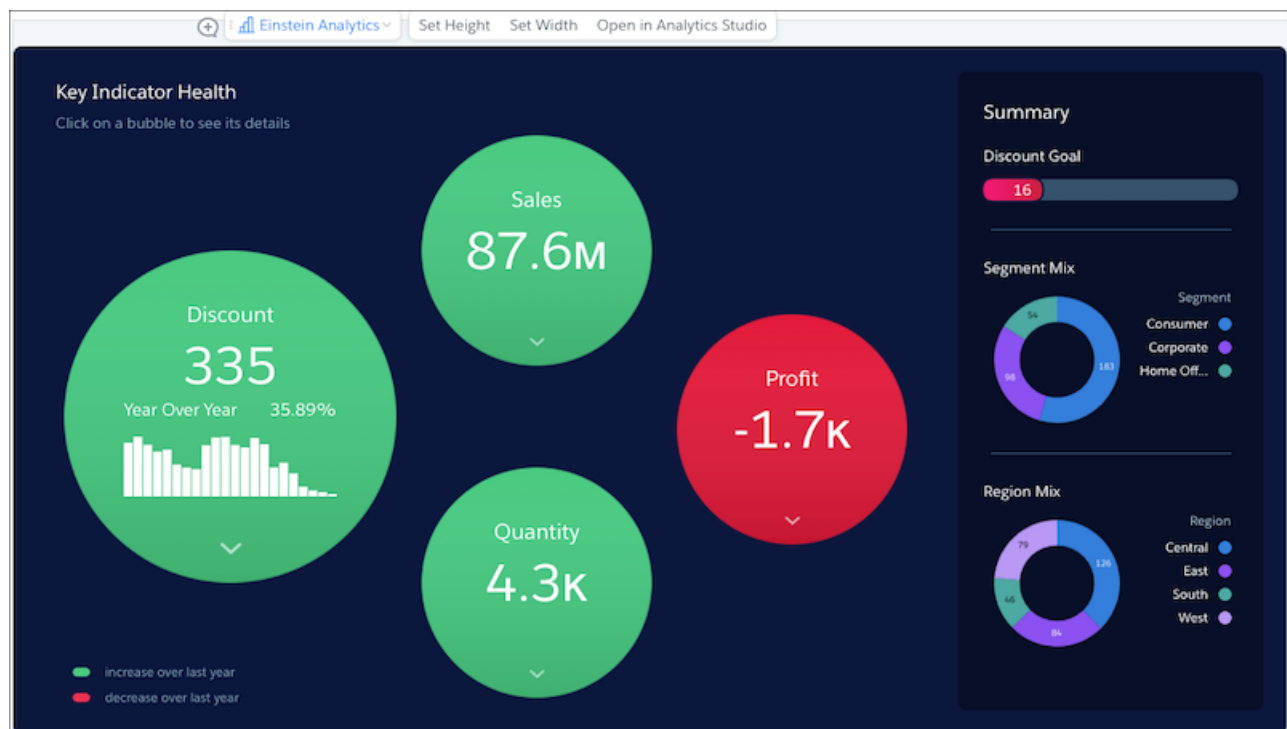 Einstein Analytics
Set Height Set Width Open in Analytics Studio
Key Indicator Health
Click on a bubble to see its details
Sales
87.6M
Discount
335
Year Over Year 35.89%
Profit
-1.7K
Quantity
4.3K
increase over last year
decrease over last year
Summary
Discount Goal
16
Segment Mix
Segment
Consumer
Corporate
Home Off...
54
98
183
Region Mix
Region
Central
East
South
West
79
126
46
84